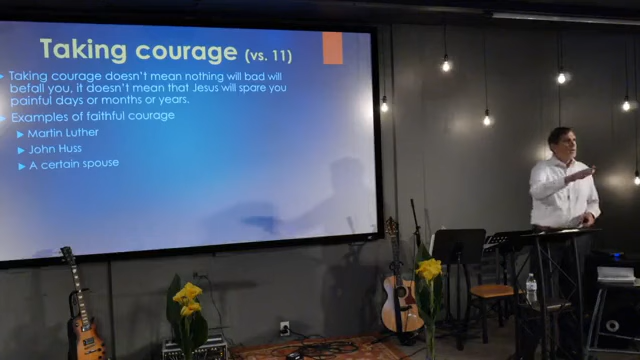 Taking courage (vs. 11)
Taking courage doesn't mean nothing will bad will
befall you, it doesn't mean that Jesus will spare you
painful days or months or years.
Examples of faithful courage
Martin Luther
John Huss
A certain spouse